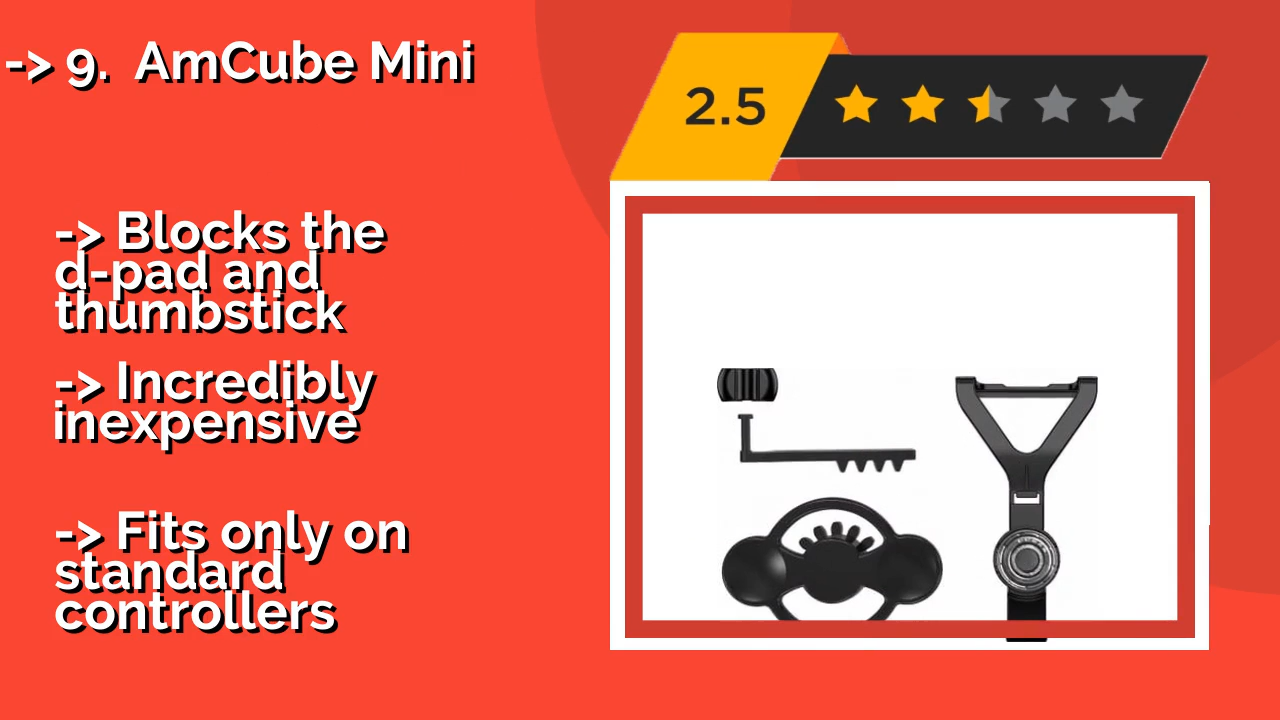 -> 9.  AmCube Mini
2.5
-> Blocks the
d-pad and
thumbstick
-> Incredibly
inexpensive
-> Fits only on
standard
controllers